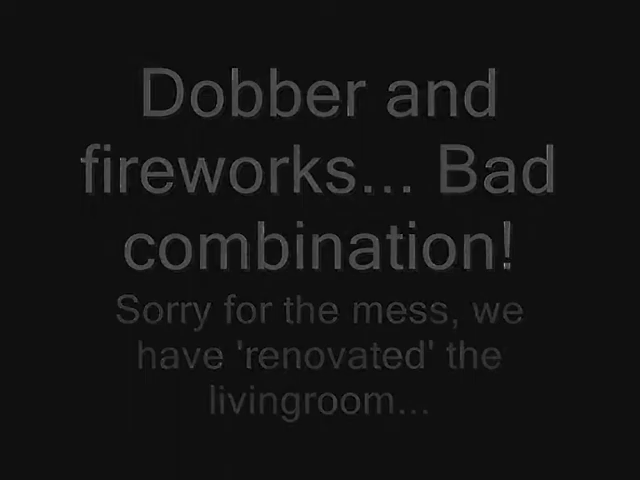 Dobber and
fireworks... Bad
combination!
Sorry for the mess, we
have 'renovated' the
livingroom...